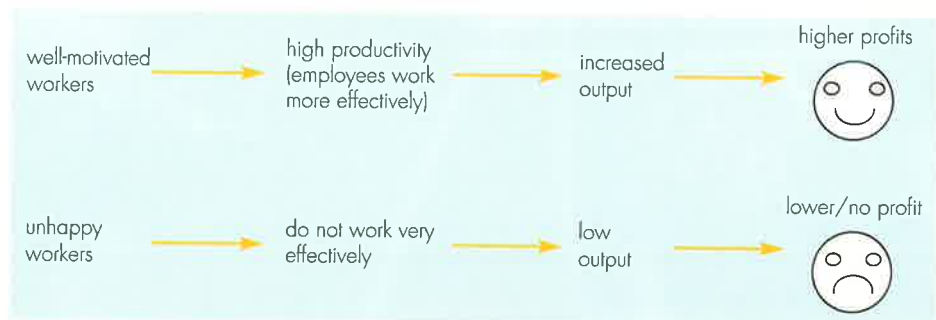 higher profits
well-motivated
workers
high productivity
(employees work
more effectively)
increased
output
lower/no profit
unhappy
workers
do not work very
effectively
low
output